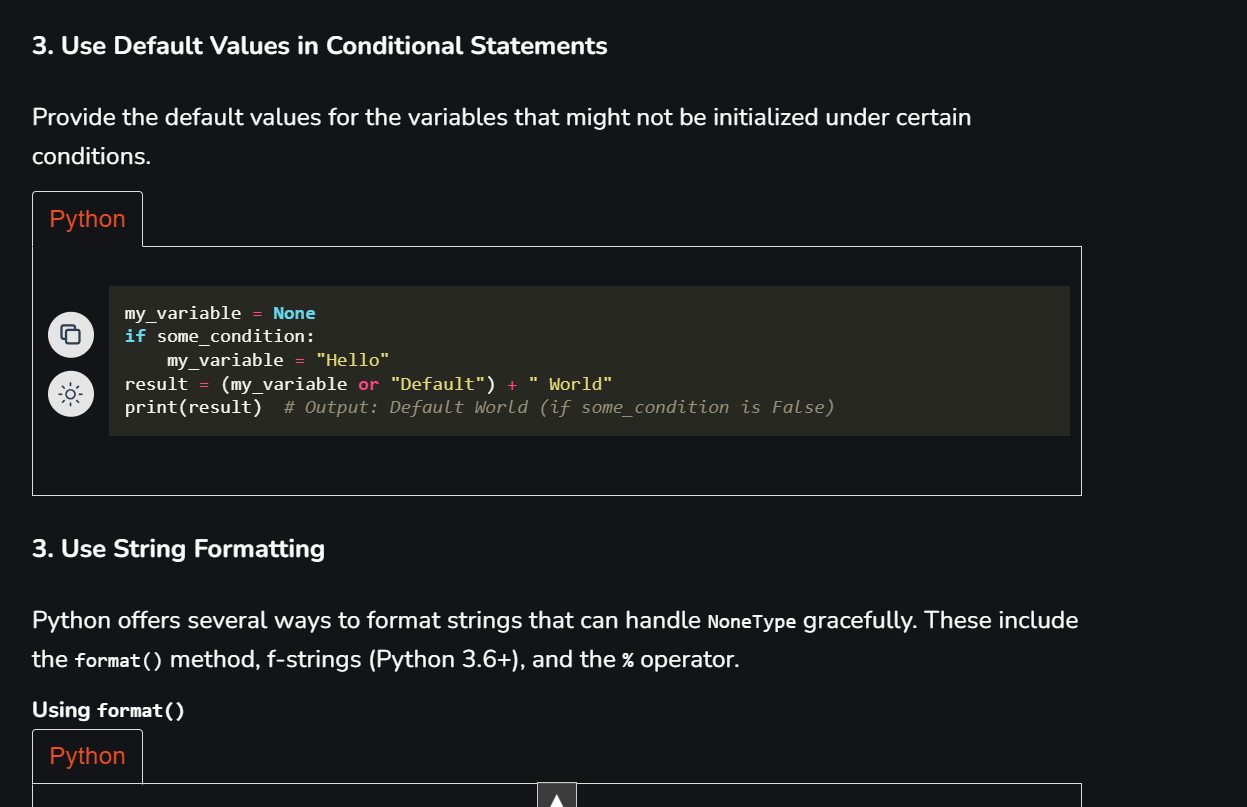 3. Use Default Values in Conditional Statements
Provide the default values for the variables that might not be initialized under certain
conditions.
Python
my_variable = None
if some_condition:
    my_variable = "Hello"
result = (my_variable or "Default") + " World"
print(result)  # Output: Default World (if some_condition is False)
3. Use String Formatting
Python offers several ways to format strings that can handle NoneType gracefully. These include
the format() method, f-strings (Python 3.6+), and the % operator.
Using format()
Python